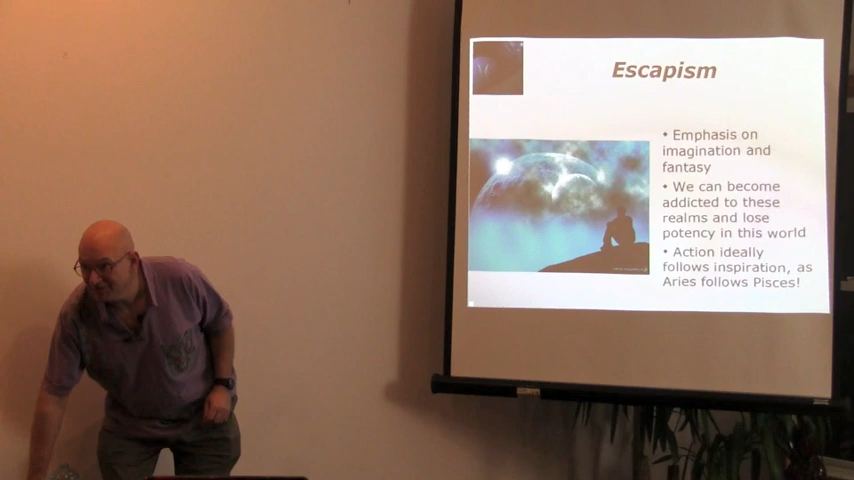 Escapism
• Emphasis on
imagination and
fantasy
• We can become
addicted to these
realms and lose
potency in this world
• Action ideally
follows inspiration, as
Aries follows Pisces!